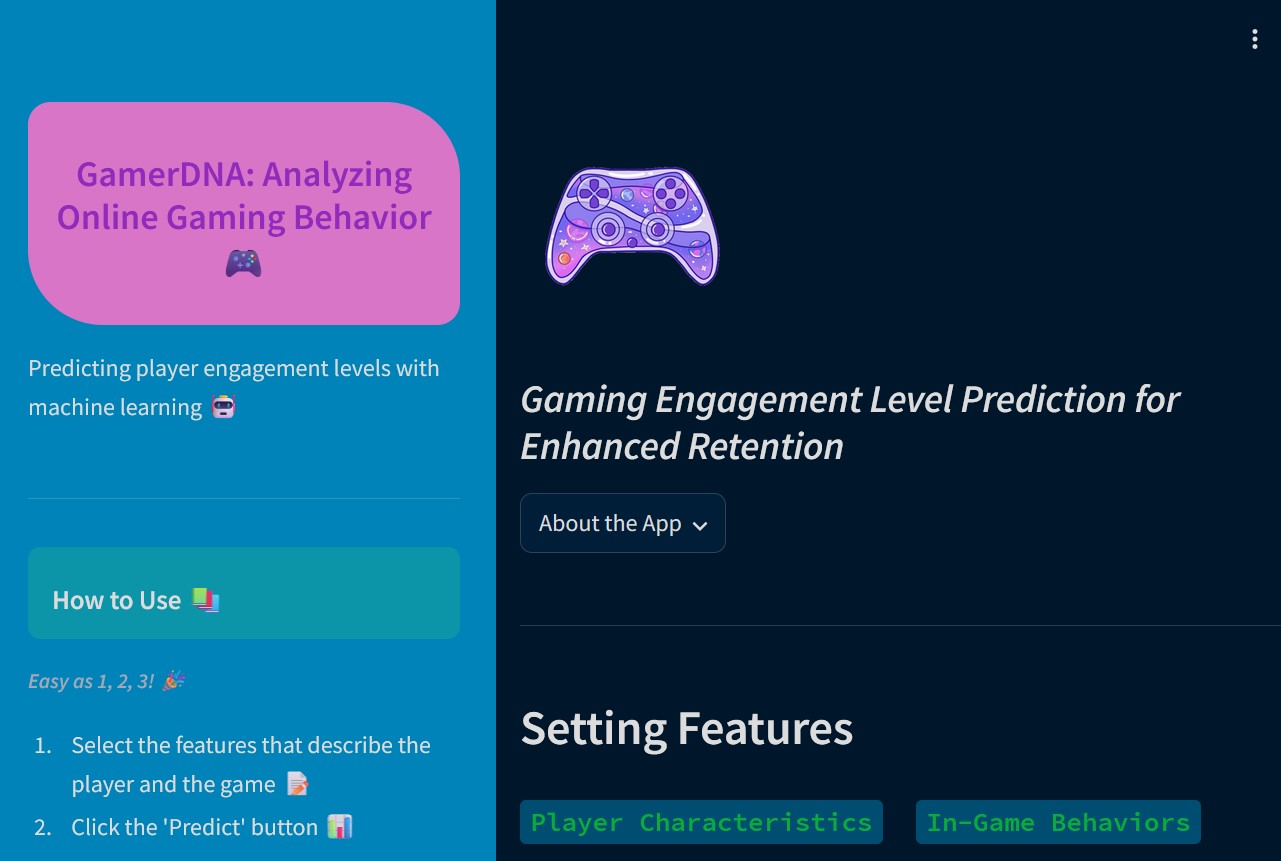 GamerDNA: Analyzing
Online Gaming Behavior
🎮
Predicting player engagement levels with
machine learning 🤖
How to Use 📚
Easy as 1, 2, 3! 🎉
1. Select the features that describe the
player and the game 📝
2. Click the 'Predict' button 📊
Gaming Engagement Level Prediction for
Enhanced Retention
About the App
Setting Features
Player Characteristics
In-Game Behaviors